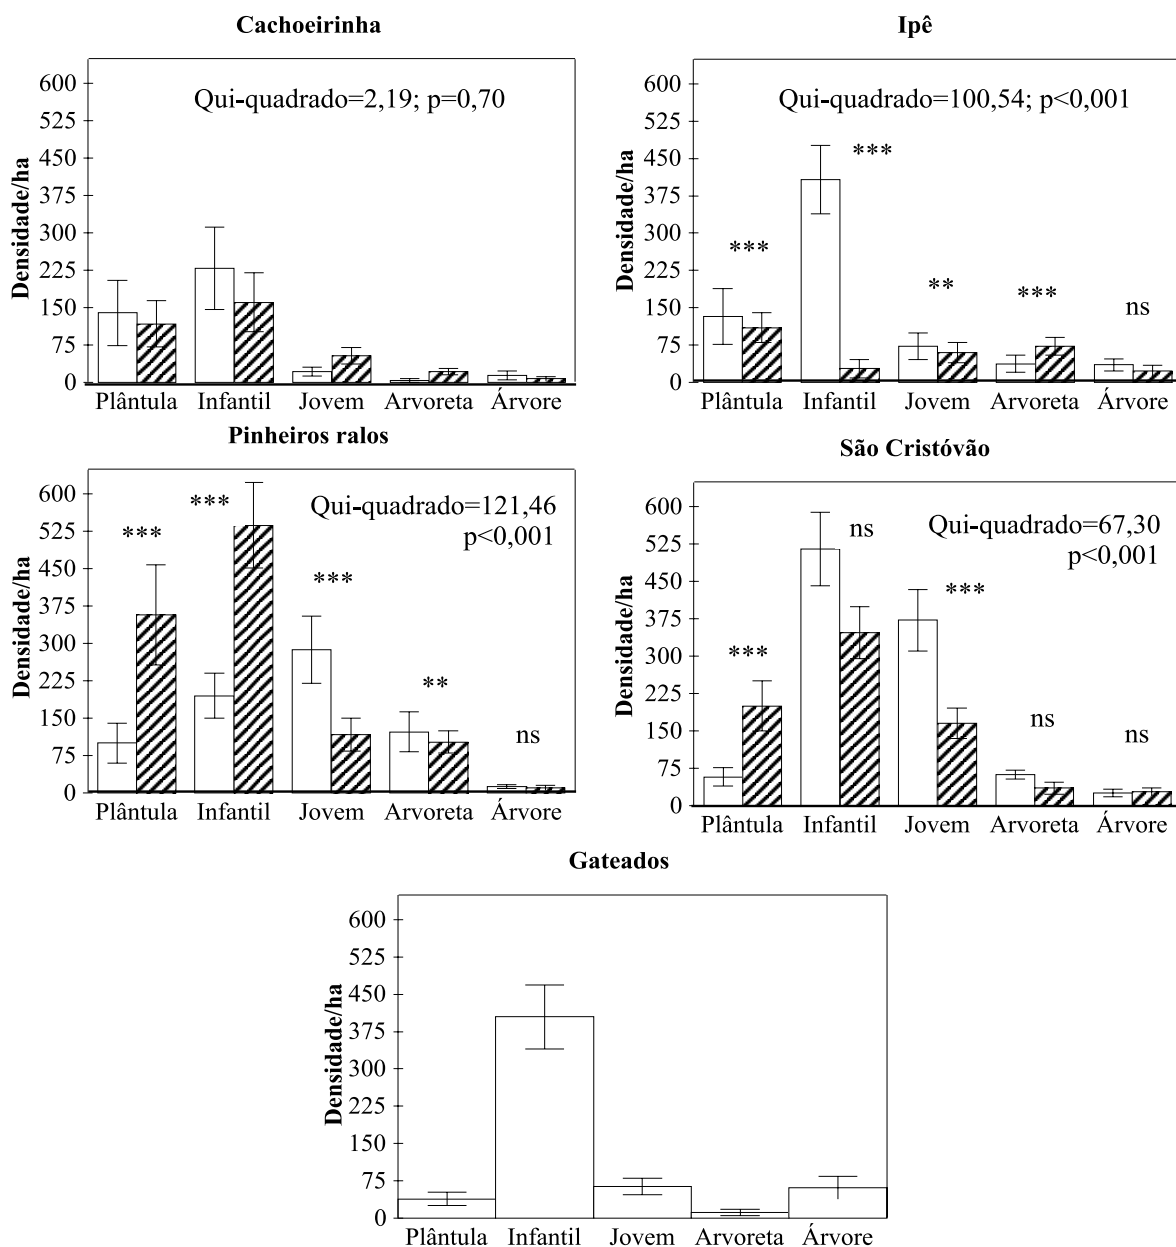 Cachoeirinha
Qui-quadrado=2,19; p=0,70
Densidade/ha
600
525
450
375
300
225
150
75
0
Plântula Infantil Jovem Arvoreta Árvore
Ipê
Qui-quadrado=100,54; p<0,001
Densidade/ha
600
525
450
375
300
225
150
75
0
***
***
**
***
ns
Plântula Infantil Jovem Arvoreta Árvore
Pinheiros ralos
Qui-quadrado=121,46
p<0,001
Densidade/ha
600
525
450
375
300
225
150
75
0
***
***
***
**
ns
Plântula Infantil Jovem Arvoreta Árvore
São Cristóvão
Qui-quadrado=67,30
p<0,001
Densidade/ha
600
525
450
375
300
225
150
75
0
***
ns
***
ns
ns
Plântula Infantil Jovem Arvoreta Árvore
Gateados
Densidade/ha
600
525
450
375
300
225
150
75
0
Plântula Infantil Jovem Arvoreta Árvore